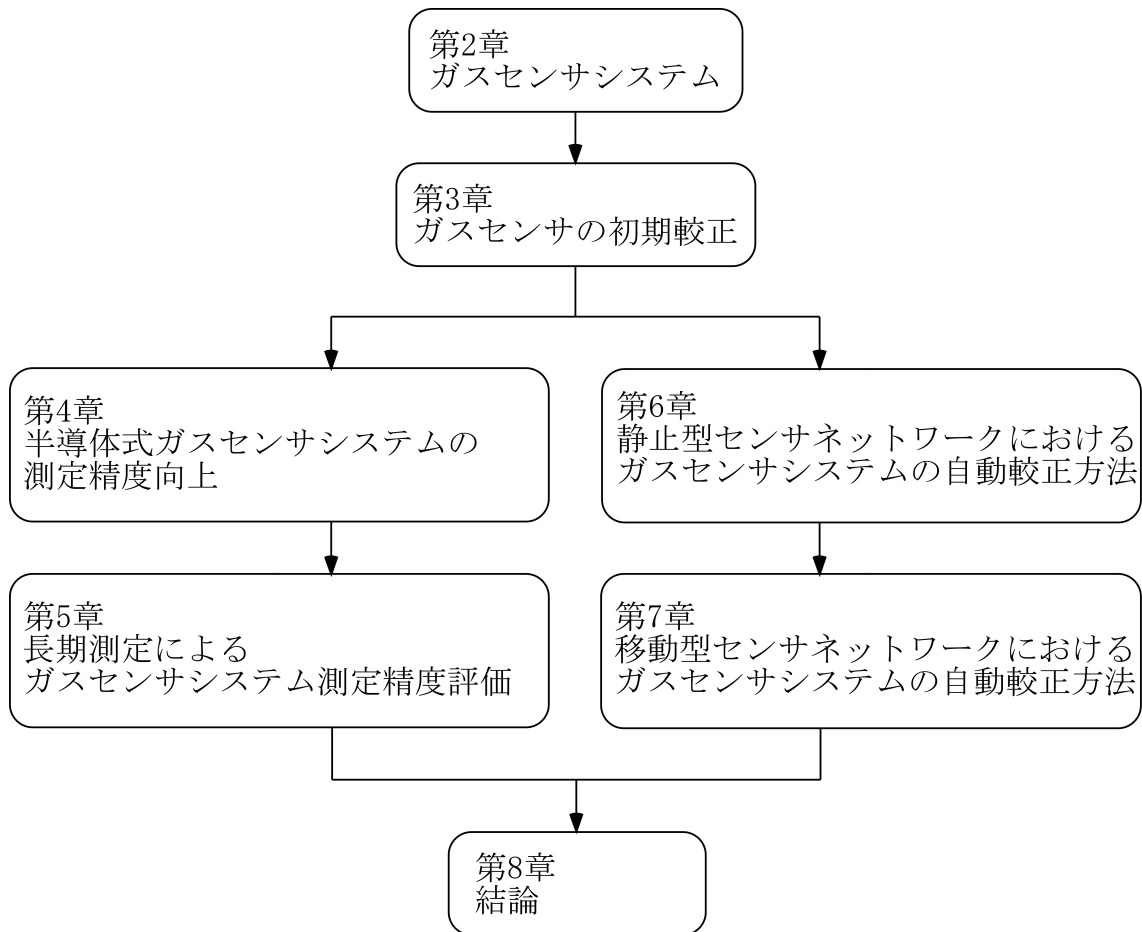 第2章
ガスセンサシステム
第3章
ガスセンサの初期較正
第4章
半導体式ガスセンサシステムの
測定精度向上
第5章
長期測定による
ガスセンサシステム測定精度評価
第6章
静止型センサネットワークにおける
ガスセンサシステムの自動較正方法
第7章
移動型センサネットワークにおける
ガスセンサシステムの自動較正方法
第8章
結論